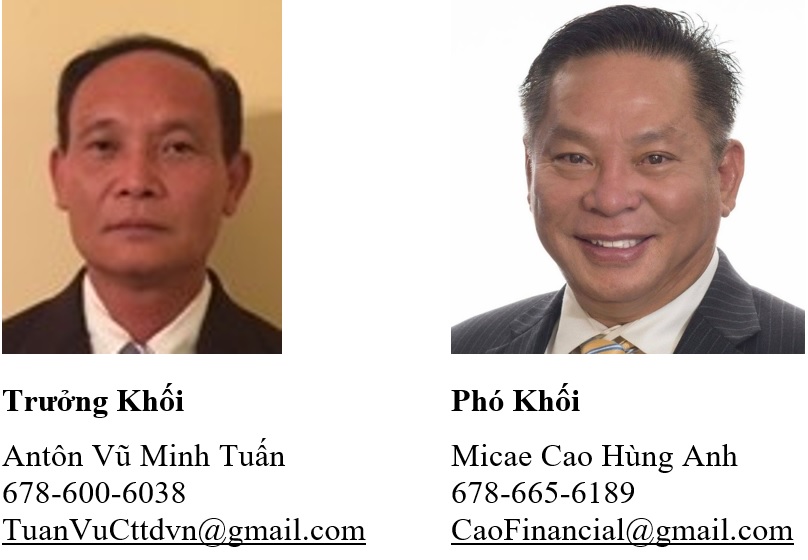 Trưởng Khối
Antôn Vũ Minh Tuấn
678-600-6038
TuanVuCttdvn@gmail.com
Phó Khối
Micae Cao Hùng Anh
678-665-6189
CaoFinancial@gmail.com